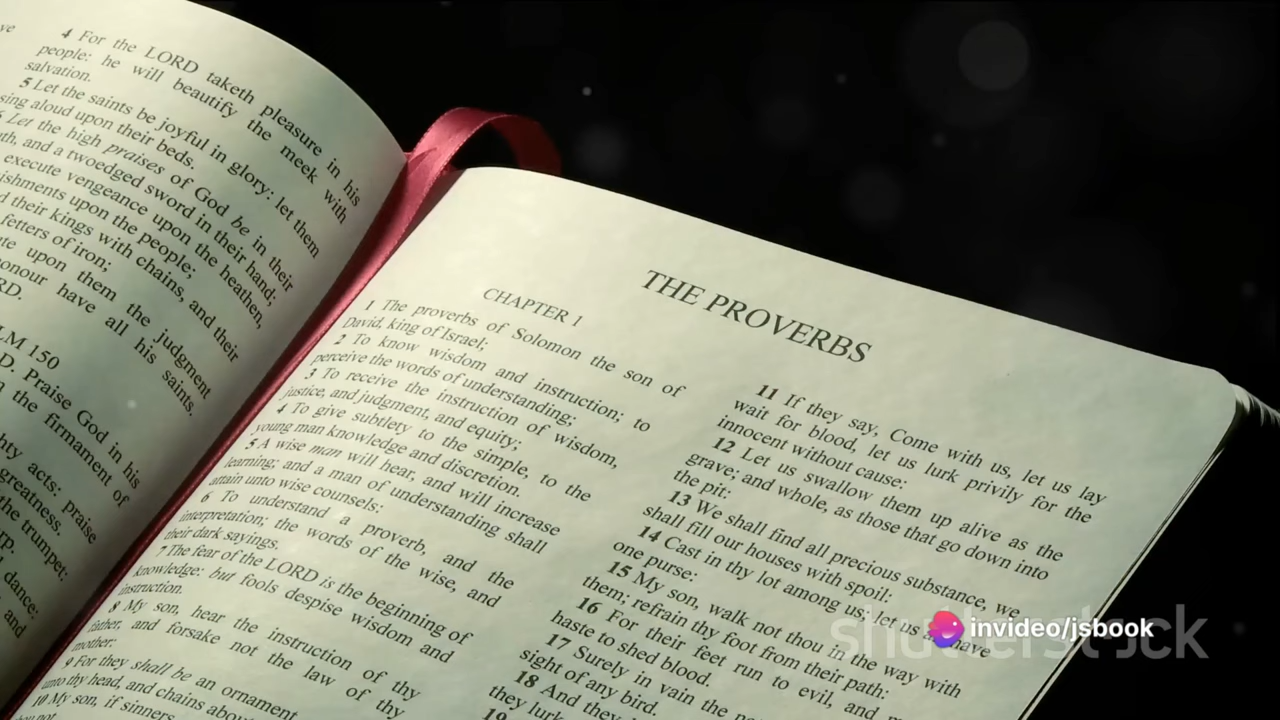 4 For the LORD taketh pleasure in his
people: he will beautify the meek with
salvation.
5 Let the saints be joyful in glory: let them
sing aloud upon their beds.
Let the high praises of God be in their
and a twoedged sword in their hand;
execute vengeance upon the heathen,
upon the people;
their kings with chains, and their
fetters of iron;
upon them the judgment
honour have all his saints.
150
Praise God in his
the firmament of
acts: praise
greatness.
the trumpet:
dance:
and
THE PROVERBS
CHAPTER 1
1 The proverbs of Solomon the son of
David, king of Israel;
2 To know wisdom and instruction; to
perceive the words of understanding;
3 To receive the instruction of wisdom,
justice, and judgment, and equity;
4 To give subtlety to the simple, to the
young man knowledge and discretion.
5 A wise man will hear, and will increase
learning; and a man of understanding shall
attain unto wise counsels:
6 To understand a proverb, and the
interpretation; the words of the wise, and
their dark sayings.
7 The fear of the LORD is the beginning of
knowledge: but fools despise wisdom and
instruction.
8 My son, hear the instruction of thy
father, and forsake not the law of thy
mother:
9 For they shall be an ornament
unto thy head, and chains about
10 My son, if sinners
11 If they say, Come with us, let us lay
wait for blood, let us lurk privily for the
innocent without cause:
12 Let us swallow them up alive as the
grave; and whole, as those that go down into
the pit:
13 We shall find all precious substance, we
shall fill our houses with spoil:
14 Cast in thy lot among us; let us have
one purse:
15 My son, walk not thou in the way with
them; refrain thy foot from their path:
16 For their feet run to evil, and
haste to shed blood.
17 Surely in vain the
sight of any bird.
18 And they
they lurk
19
shutterstock
invideo/jsbook